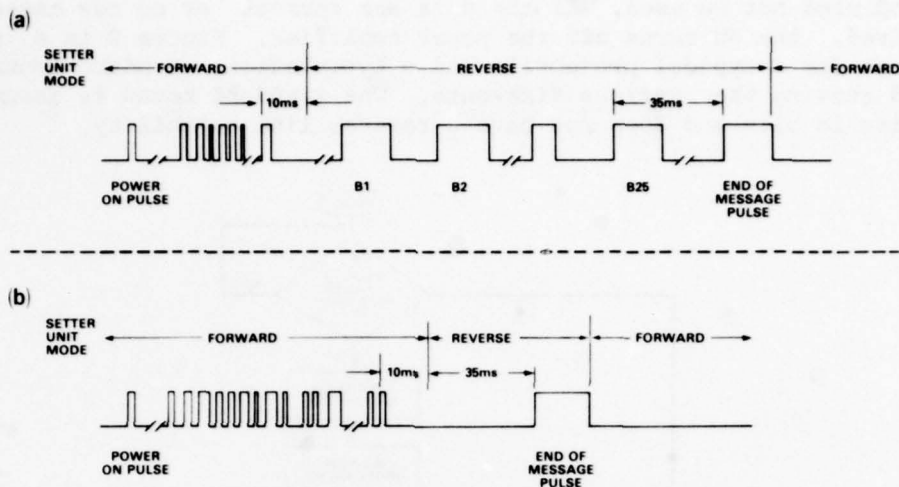 (a)
SETTER
UNIT
MODE
FORWARD
REVERSE
FORWARD
10ms
35ms
POWER
ON PULSE
B1
B2
B25
END OF
MESSAGE
PULSE
(b)
SETTER
UNIT
MODE
FORWARD
REVERSE
FORWARD
10ms
35ms
POWER
ON PULSE
END OF
MESSAGE
PULSE